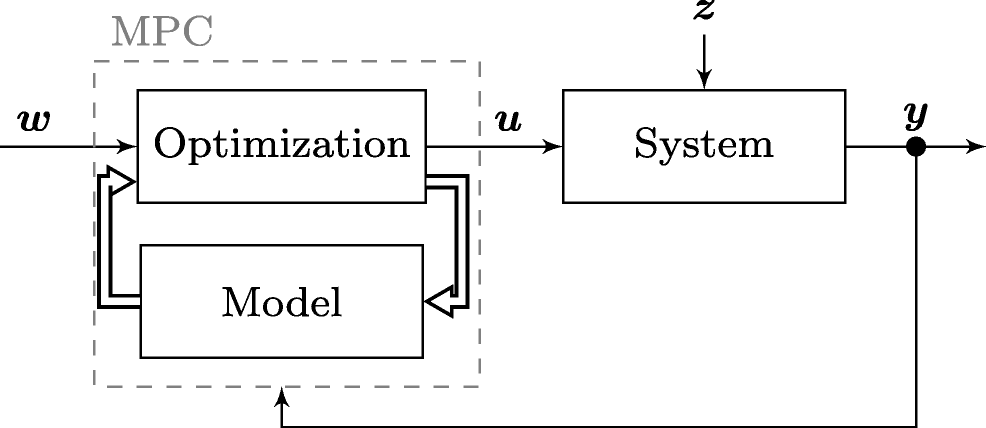 z
MPC
w
Optimization
u
System
y
Model